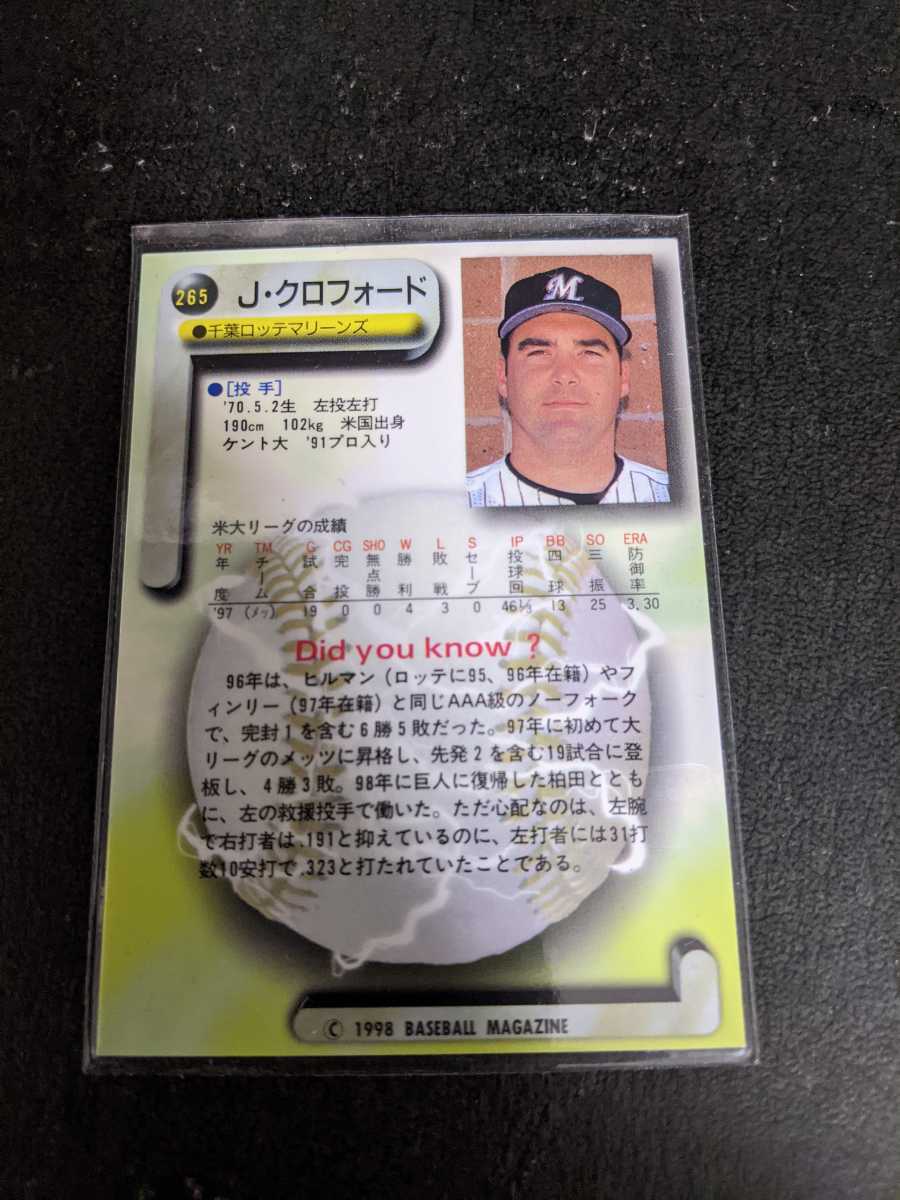 265 J・クロフォード
●千葉ロッテマリーンズ
M
●[投 手]
'70.5.2生 左投左打
190cm 102kg 米国出身
ケント大 '91プロ入り
米大リーグの成績
YR TM G CG SHO W L S IP BB SO ERA
年度 チーム 試合 完投 無点勝 勝利 敗戦 セーブ 投球回 四球 三振 防御率
'97 (メッ) 19 0 0 4 3 0 46⅓ 13 25 3.30
Did you know ?
96年は、ヒルマン（ロッテに95、96年在籍）やフ
ィンリー（97年在籍）と同じAAA級のノーフォーク
で、完封1を含む6勝5敗だった。97年に初めて大
リーグのメッツに昇格し、先発2を含む19試合に登
板し、4勝3敗。98年に巨人に復帰した柏田ととも
に、左の救援投手で働いた。ただ心配なのは、左腕
で右打者は.191と抑えているのに、左打者には31打
数10安打で.323と打たれていたことである。
© 1998 BASEBALL MAGAZINE